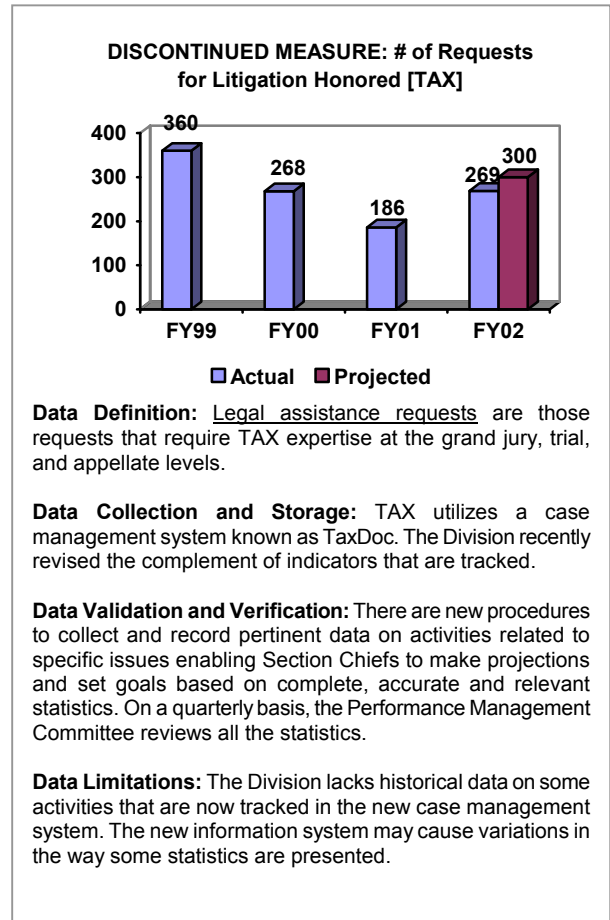 DISCONTINUED MEASURE: # of Requests
for Litigation Honored [TAX]
400
300
200
100
0
360
268
186
269
300
FY99 FY00 FY01 FY02
Actual Projected
Data Definition: Legal assistance requests are those
requests that require TAX expertise at the grand jury, trial,
and appellate levels.
Data Collection and Storage: TAX utilizes a case
management system known as TaxDoc. The Division recently
revised the complement of indicators that are tracked.
Data Validation and Verification: There are new procedures
to collect and record pertinent data on activities related to
specific issues enabling Section Chiefs to make projections
and set goals based on complete, accurate and relevant
statistics. On a quarterly basis, the Performance Management
Committee reviews all the statistics.
Data Limitations: The Division lacks historical data on some
activities that are now tracked in the new case management
system. The new information system may cause variations in
the way some statistics are presented.